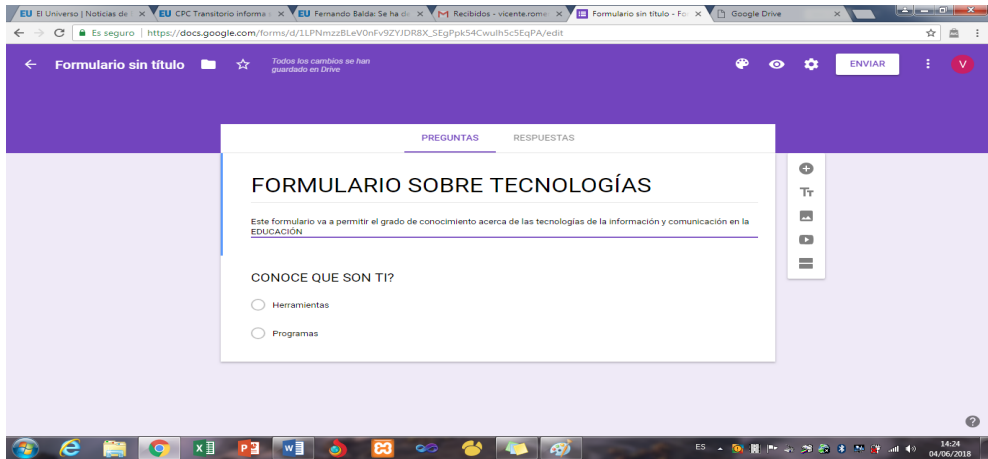 EU El Universo | Noticias de
EU CPC Transitorio informa
EU Fernando Balda: Se ha de
Recibidos - vicente.rome
Formulario sin título - Fo
Google Drive
Es seguro | https://docs.google.com/forms/d/1LPNmzzBLeV0nFv9ZYJDR8X_SEgPpk54Cwulh5c5EqPA/edit
Formulario sin título
Todos los cambios se han
guardado en Drive
ENVIAR
V
PREGUNTAS
RESPUESTAS
FORMULARIO SOBRE TECNOLOGÍAS
Este formulario va a permitir el grado de conocimiento acerca de las tecnologías de la información y comunicación en la
EDUCACIÓN
CONOCE QUE SON TI?
Herramientas
Programas
ES
14:24
04/06/2018